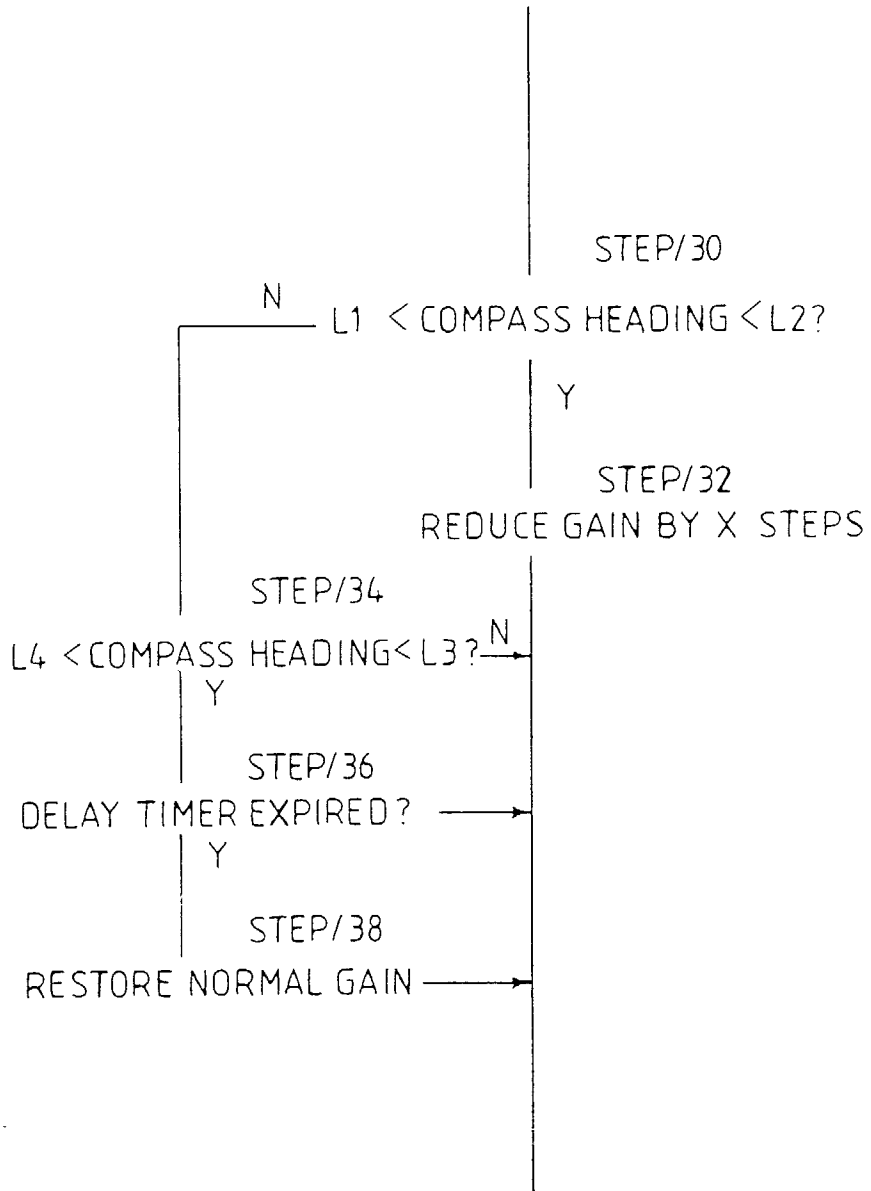 STEP/30
N
L1 < COMPASS HEADING < L2?
Y
STEP/32
REDUCE GAIN BY X STEPS
STEP/34
L4 < COMPASS HEADING < L3? N
Y
STEP/36
DELAY TIMER EXPIRED?
Y
STEP/38
RESTORE NORMAL GAIN